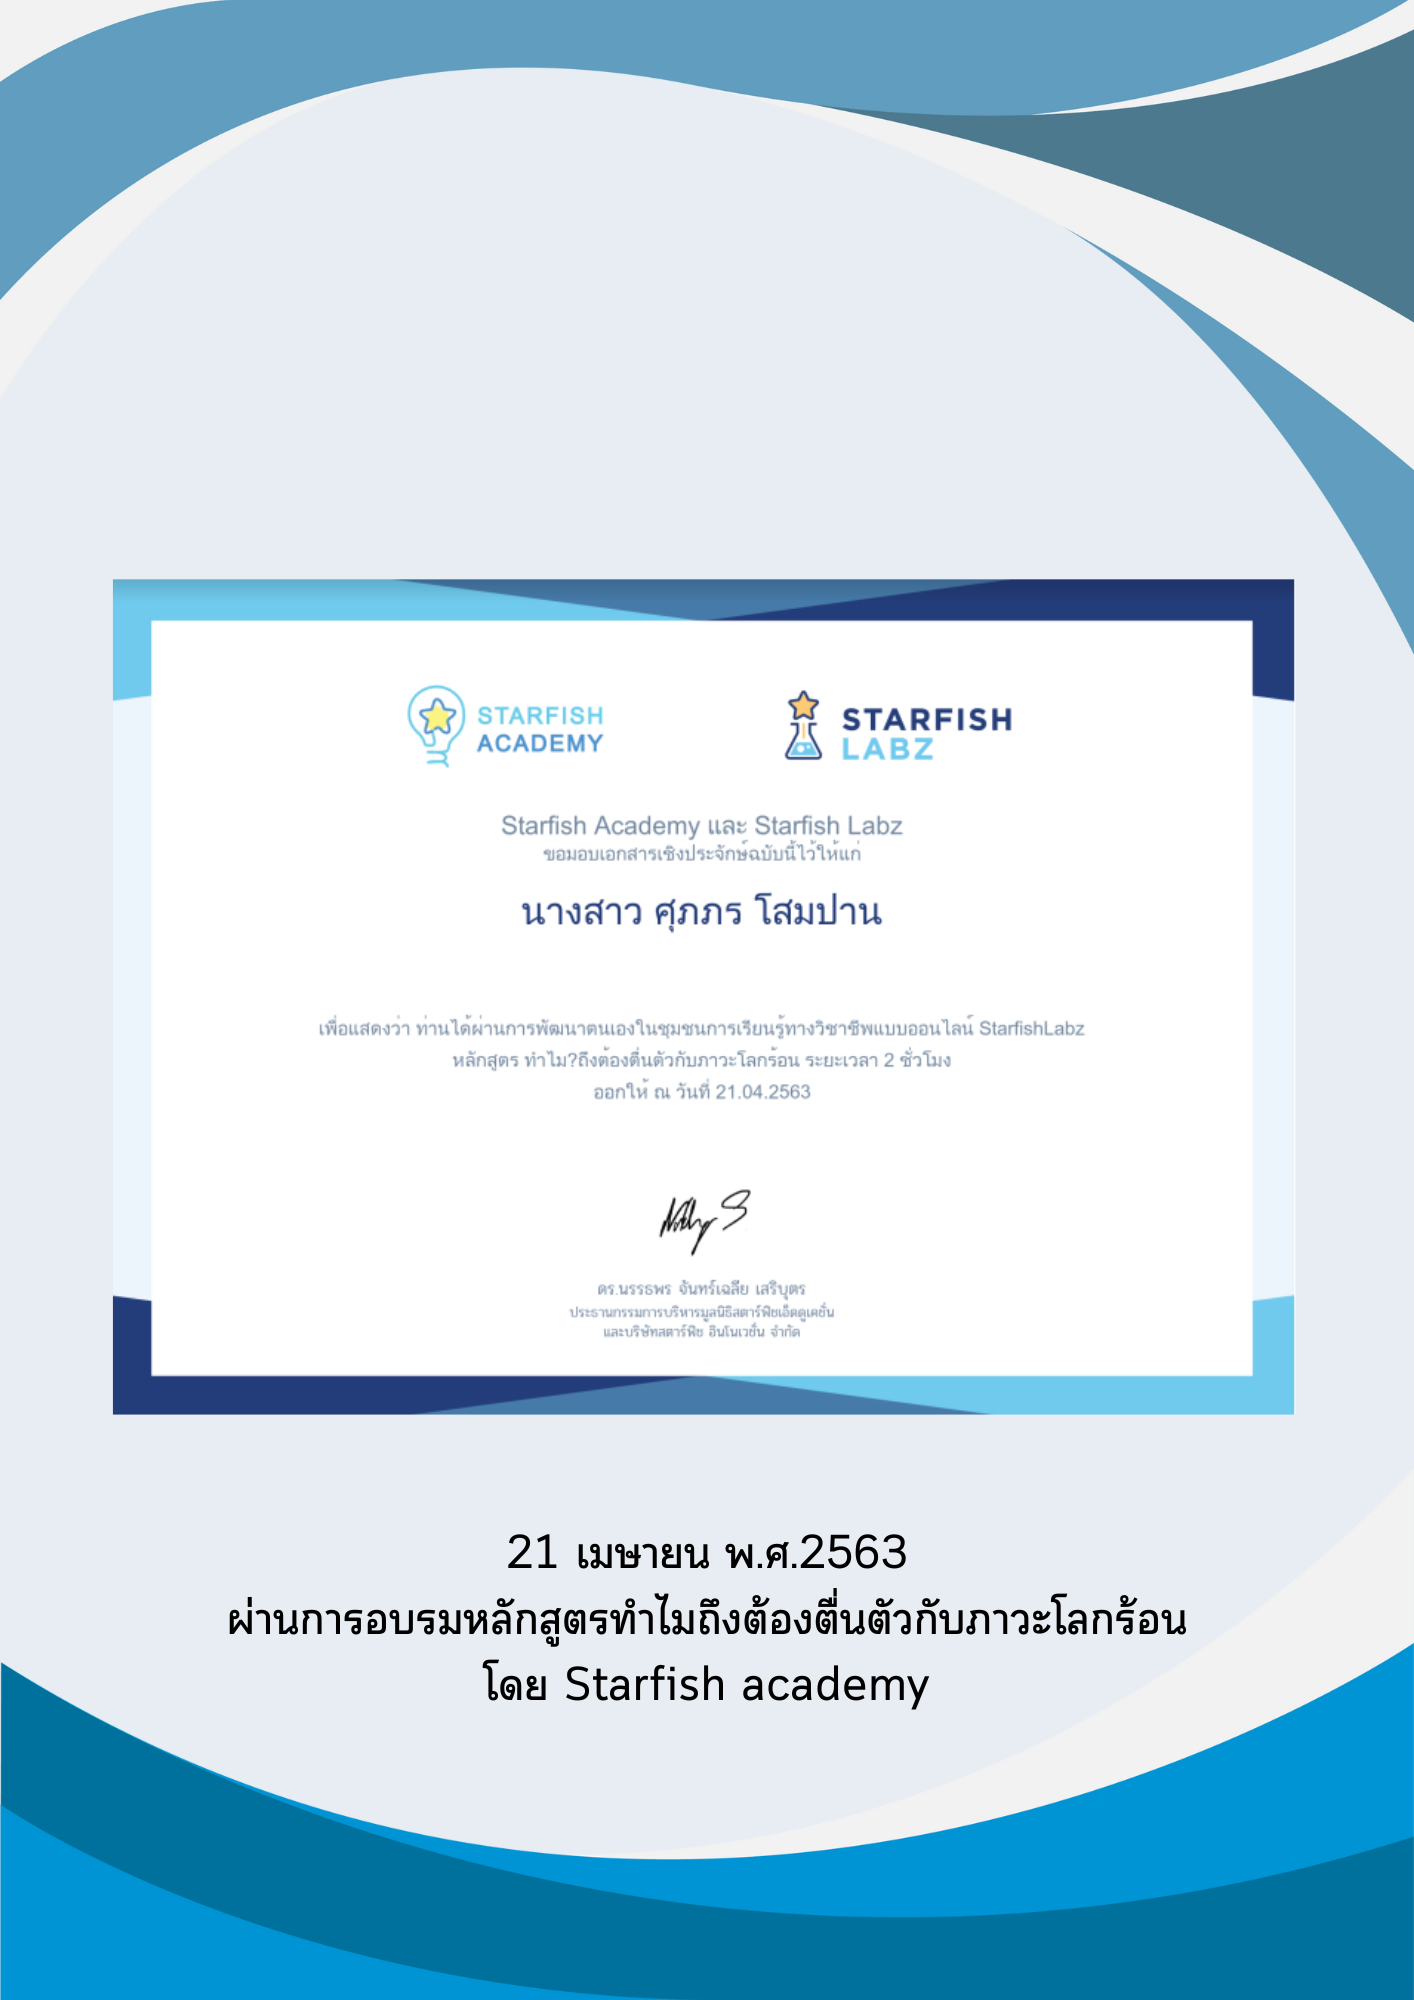 STARFISH
ACADEMY
STARFISH
LABZ
Starfish Academy และ Starfish Labz
ขอมอบเอกสารเชิงประจักษ์ฉบับนี้ไว้ให้แก่
นางสาว ศุภภร โสมปาน
เพื่อแสดงว่า ท่านได้ผ่านการพัฒนาตนเองในชุมชนการเรียนรู้ทางวิชาชีพแบบออนไลน์ StarfishLabz
หลักสูตร ทำไม?ถึงต้องตื่นตัวกับภาวะโลกร้อน ระยะเวลา 2 ชั่วโมง
ออกให้ ณ วันที่ 21.04.2563
ดร.นรรธพร จันทร์เฉลี่ย เสริบุตร
ประธานกรรมการบริหารมูลนิธิสตาร์ฟิชเอ็ดดูเคชั่น
และบริษัทสตาร์ฟิช อินโนเวชั่น จำกัด
21 เมษายน พ.ศ.2563
ผ่านการอบรมหลักสูตรทำไมถึงต้องตื่นตัวกับภาวะโลกร้อน
โดย Starfish academy